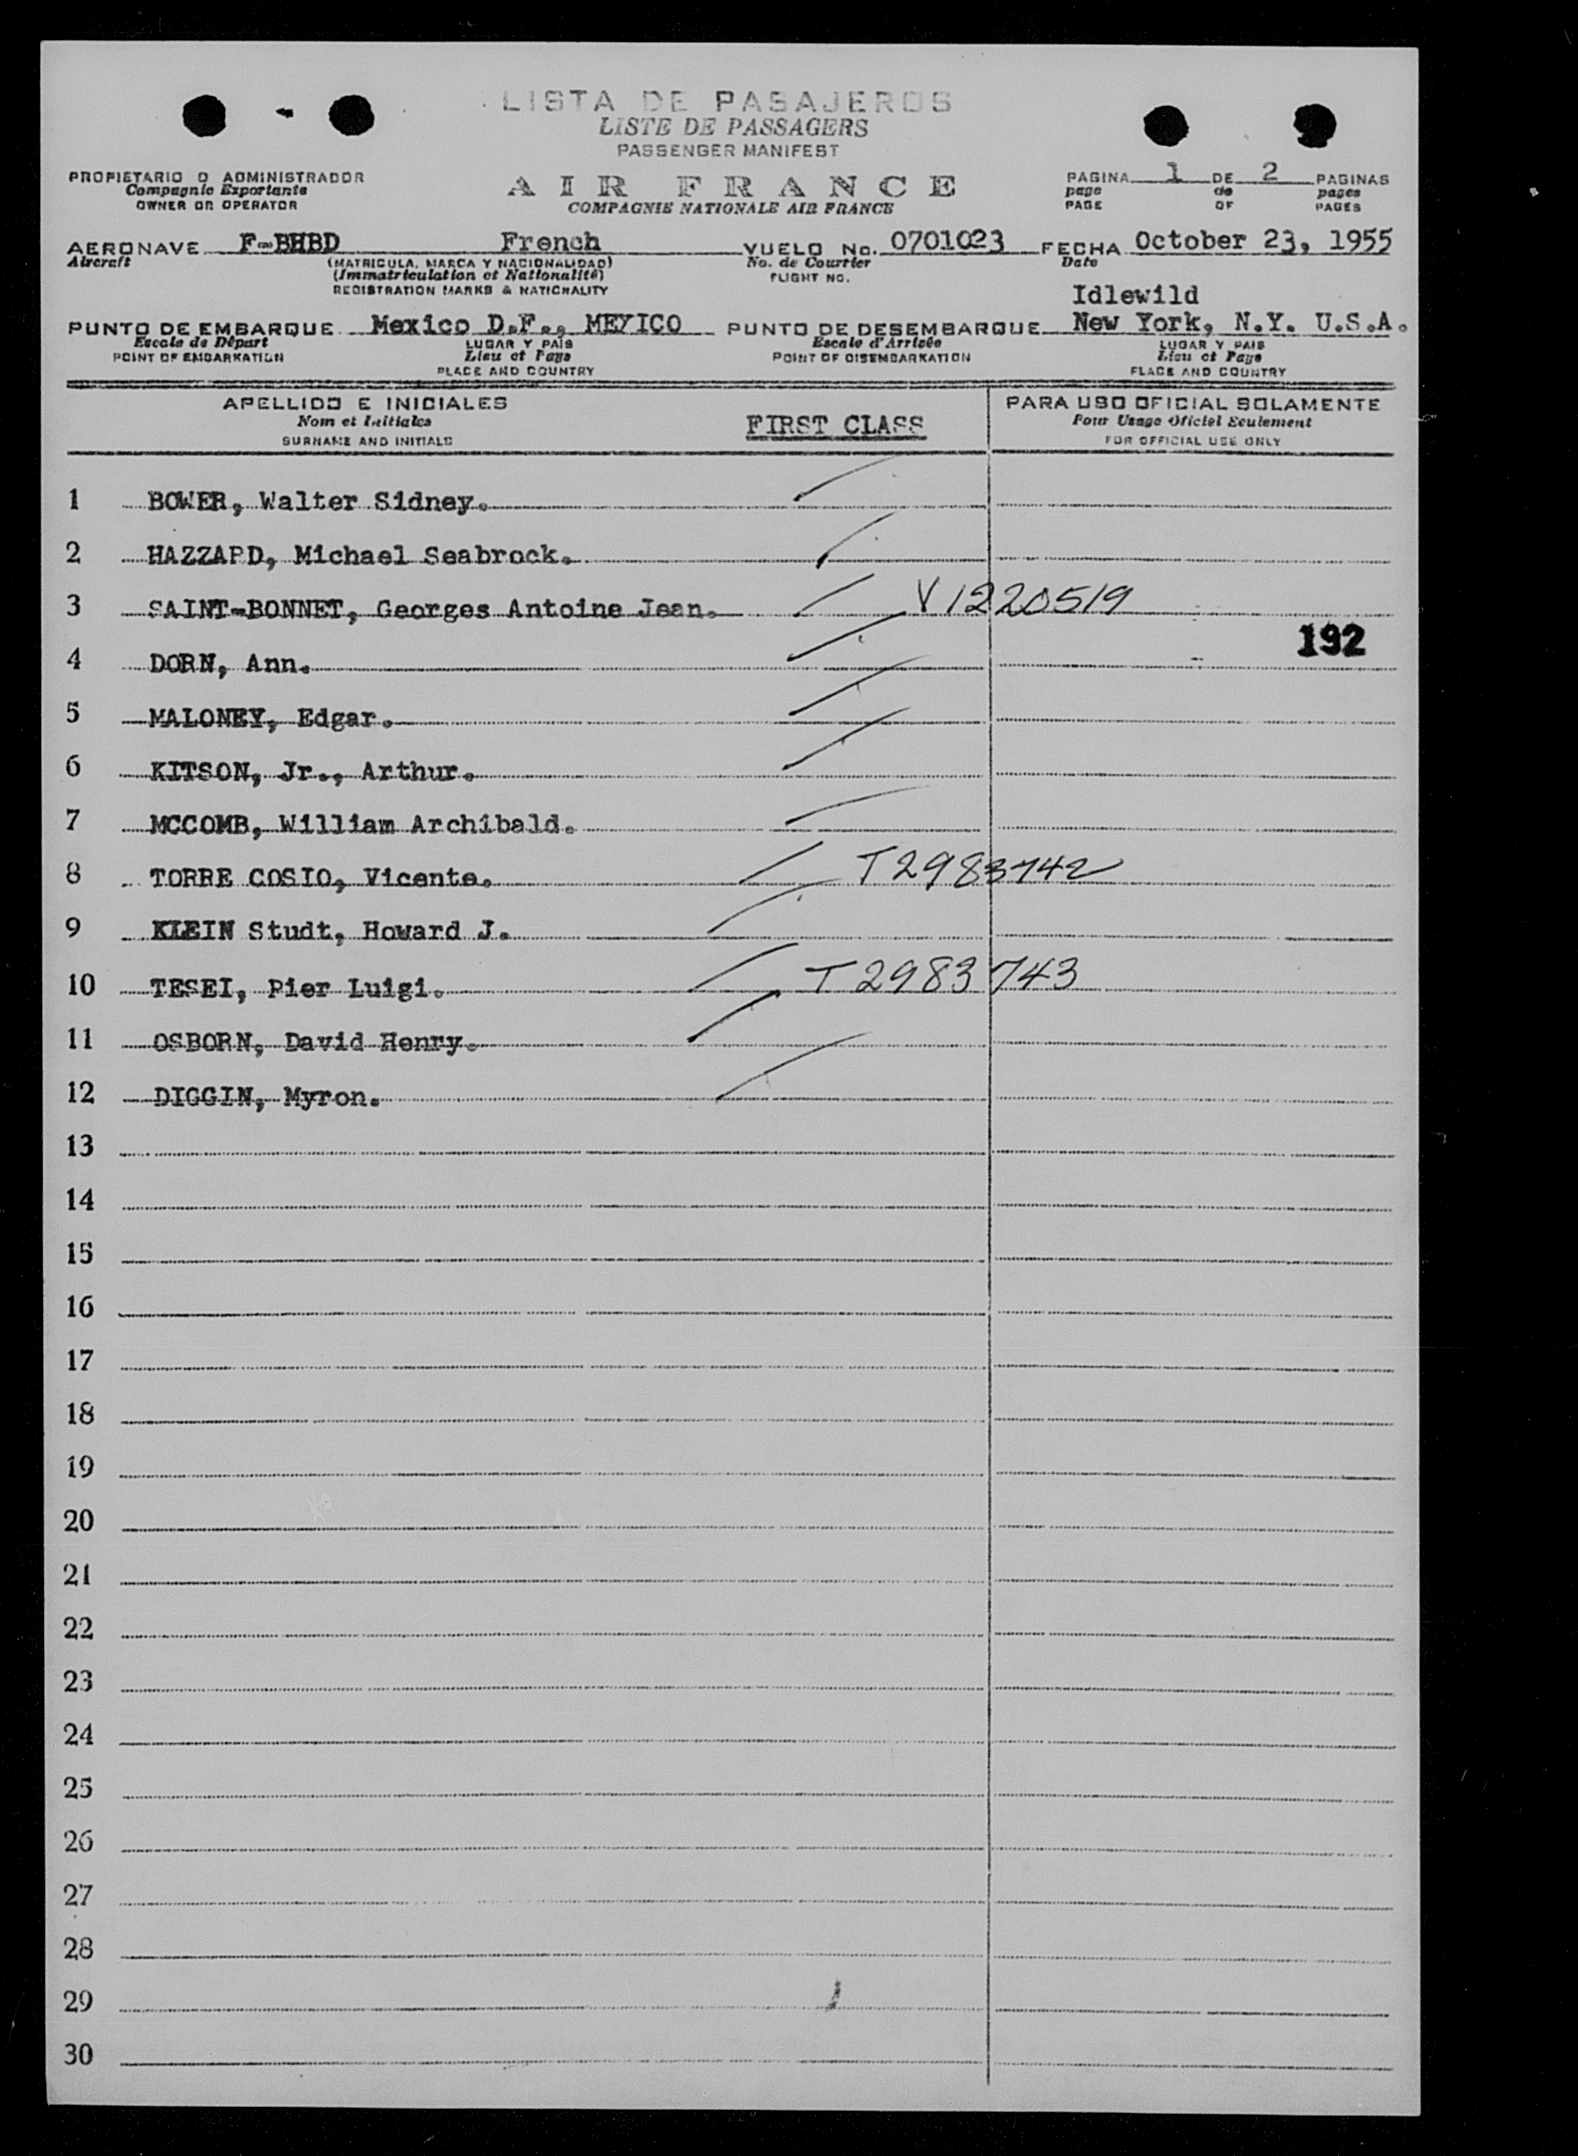 LISTA DE PASAJEROS
LISTE DE PASSAGERS
PASSENGER MANIFEST
PROPIETARIO O ADMINISTRADOR
Compagnie Exportante
OWNER OR OPERATOR
AIR FRANCE
COMPAGNIE NATIONALE AIR FRANCE
PAGINA 1 DE 2 PAGINAS
page de pages
PAGE OF PAGES
AERONAVE F-BHBD French VUELO No. 0701023 FECHA October 23, 1955
Aircraft (MATRICULA, MARCA Y NACIONALIDAD) No. de Courrier Date
(Immatriculation et Nationalité) FLIGHT NO.
REGISTRATION MARKS & NATIONALITY
Idlewild
PUNTO DE EMBARQUE Mexico D.F., MEXICO PUNTO DE DESEMBARQUE New York, N.Y. U.S.A.
Escale de Départ LUGAR Y PAIS Escale d'Arrivée LUGAR Y PAIS
POINT OF EMBARKATION Lieu et Pays POINT OF DISEMBARKATION Lieu et Pays
PLACE AND COUNTRY PLACE AND COUNTRY
APELLIDO E INICIALES
Nom et Initiales
SURNAME AND INITIALS
FIRST CLASS
PARA USO OFICIAL SOLAMENTE
Pour Usage Oficiel Seulement
FOR OFFICIAL USE ONLY
1 BOWER, Walter Sidney.
2 HAZZARD, Michael Seabrock.
3 SAINT-BONNET, Georges Antoine Jean. V1220519
192
4 DORN, Ann.
5 MALONEY, Edgar.
6 KITSON, Jr., Arthur.
7 MCCOMB, William Archibald.
8 TORRE COSIO, Vicente. T2983742
9 KLEIN Studt, Howard J.
10 TESEI, Pier Luigi. T2983743
11 OSBORN, David Henry.
12 DIGGIN, Myron.
13
14
15
16
17
18
19
20
21
22
23
24
25
26
27
28
29
30